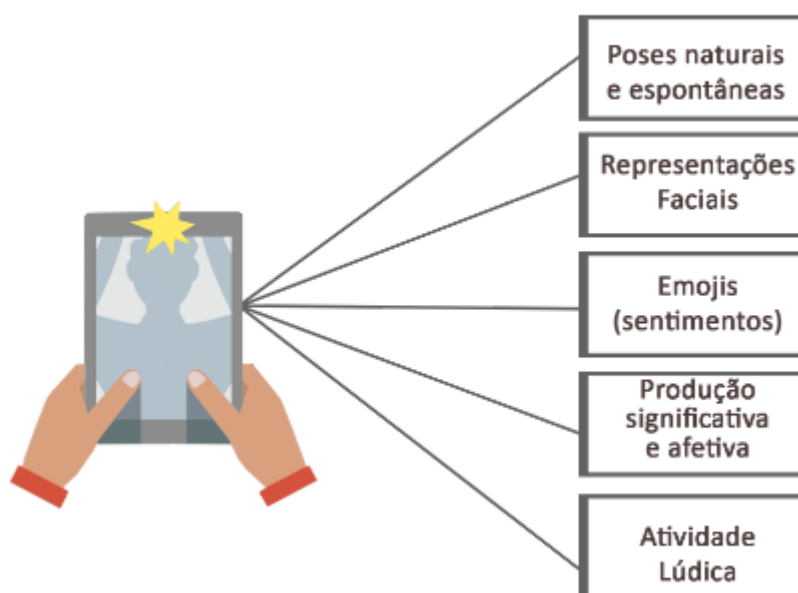 Poses naturais
e espontâneas
Representações
Faciais
Emojis
(sentimentos)
Produção
significativa
e afetiva
Atividade
Lúdica